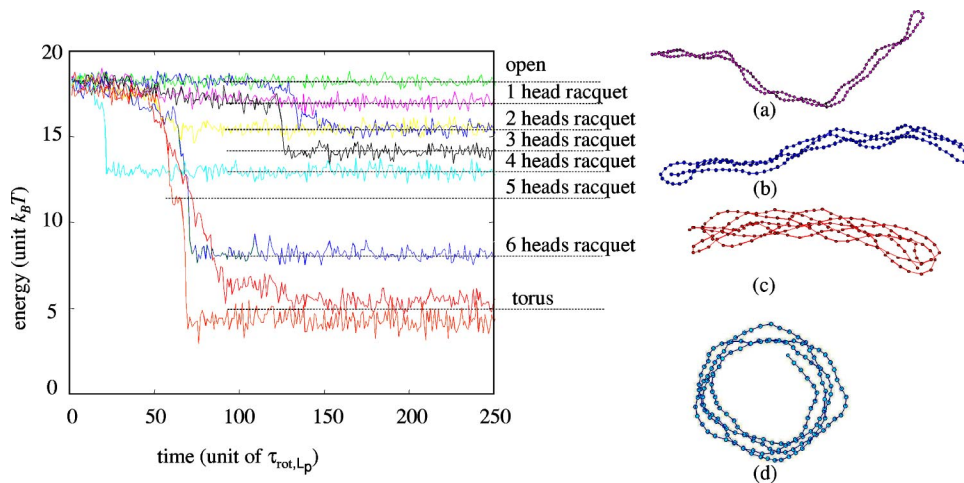 20
15
10
5
0
energy (unit k_BT)
0 50 100 150 200 250
time (unit of τ_rot,Lp)
open
1 head racquet
2 heads racquet
3 heads racquet
4 heads racquet
5 heads racquet
6 heads racquet
torus
(a)
(b)
(c)
(d)